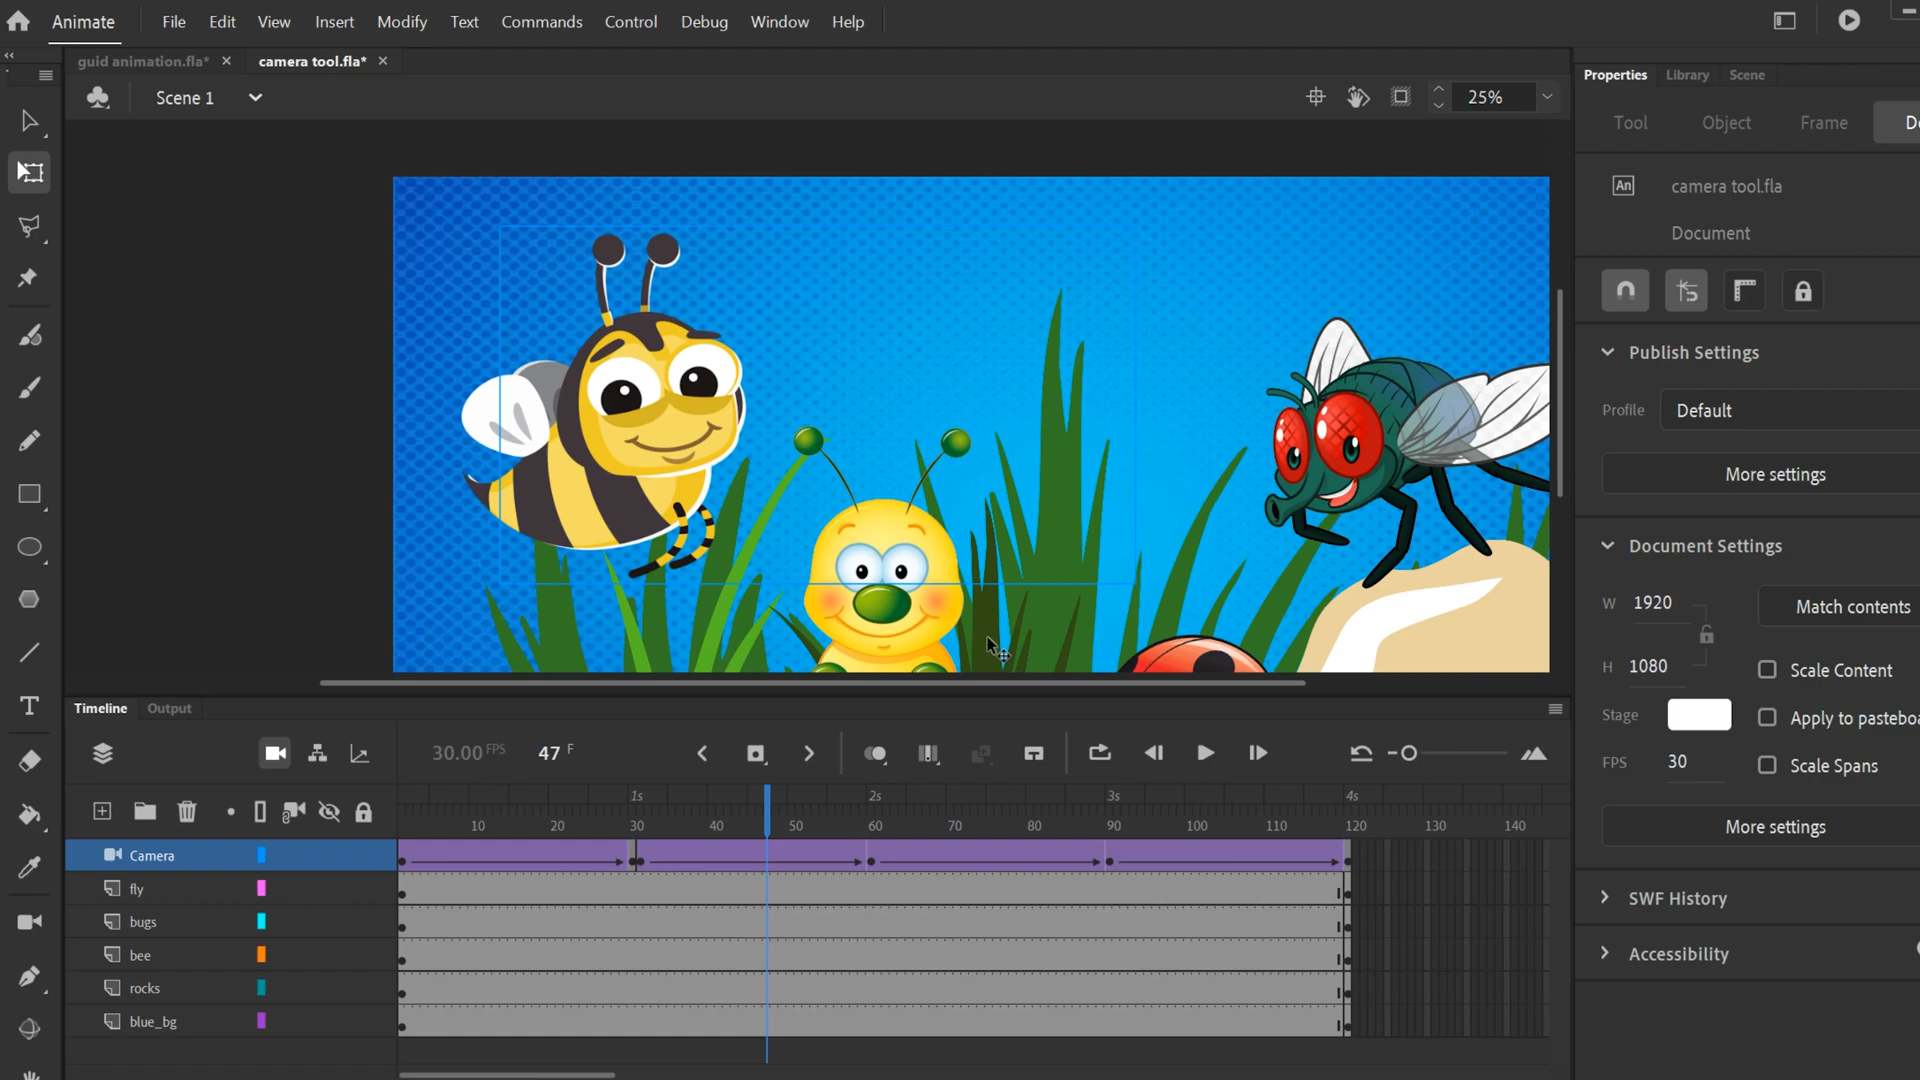 Animate File Edit View Insert Modify Text Commands Control Debug Window Help
guid animation.fla* camera tool.fla*
Scene 1 25%
Properties Library Scene
Tool Object Frame
An camera tool.fla
Document
Publish Settings
Profile Default
More settings
Document Settings
W 1920 Match contents
H 1080 Scale Content
Stage Apply to pasteboa
FPS 30 Scale Spans
More settings
SWF History
Accessibility
Timeline Output
30.00 FPS 47 F
1s 2s 3s 4s
10 20 30 40 50 60 70 80 90 100 110 120 130 140
Camera
fly
bugs
bee
rocks
blue_bg